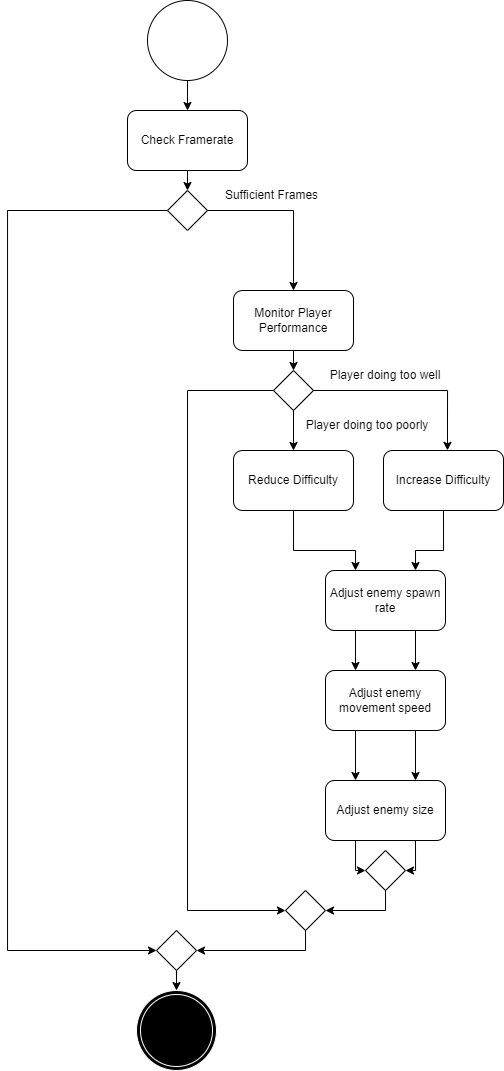 Check Framerate
Sufficient Frames
Monitor Player
Performance
Player doing too well
Player doing too poorly
Reduce Difficulty
Increase Difficulty
Adjust enemy spawn
rate
Adjust enemy
movement speed
Adjust enemy size